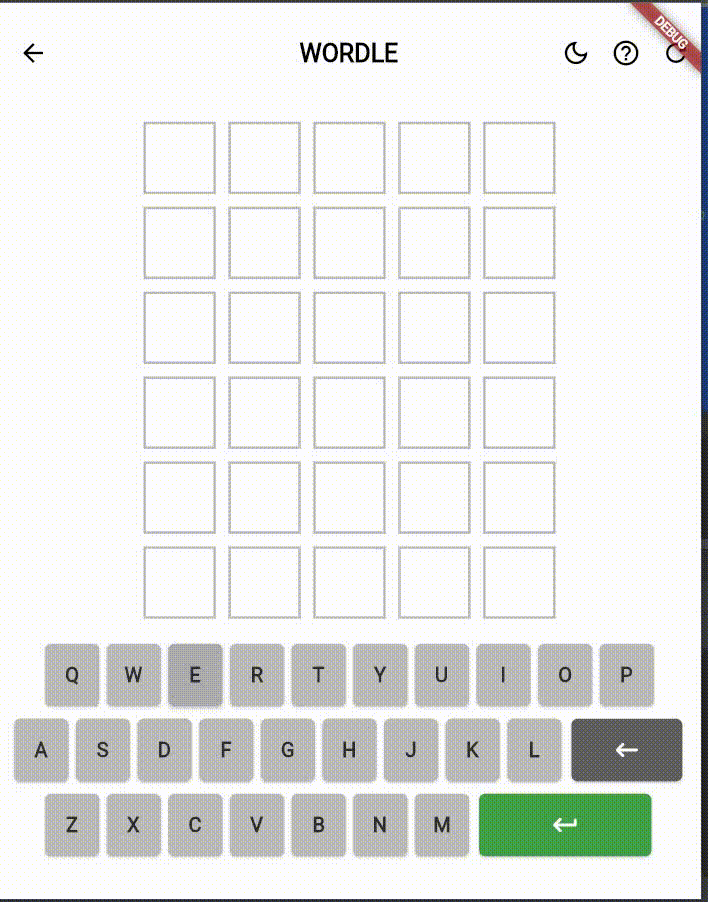 DEBUG
WORDLE
Q W E R T Y U I O P
A S D F G H J K L
Z X C V B N M